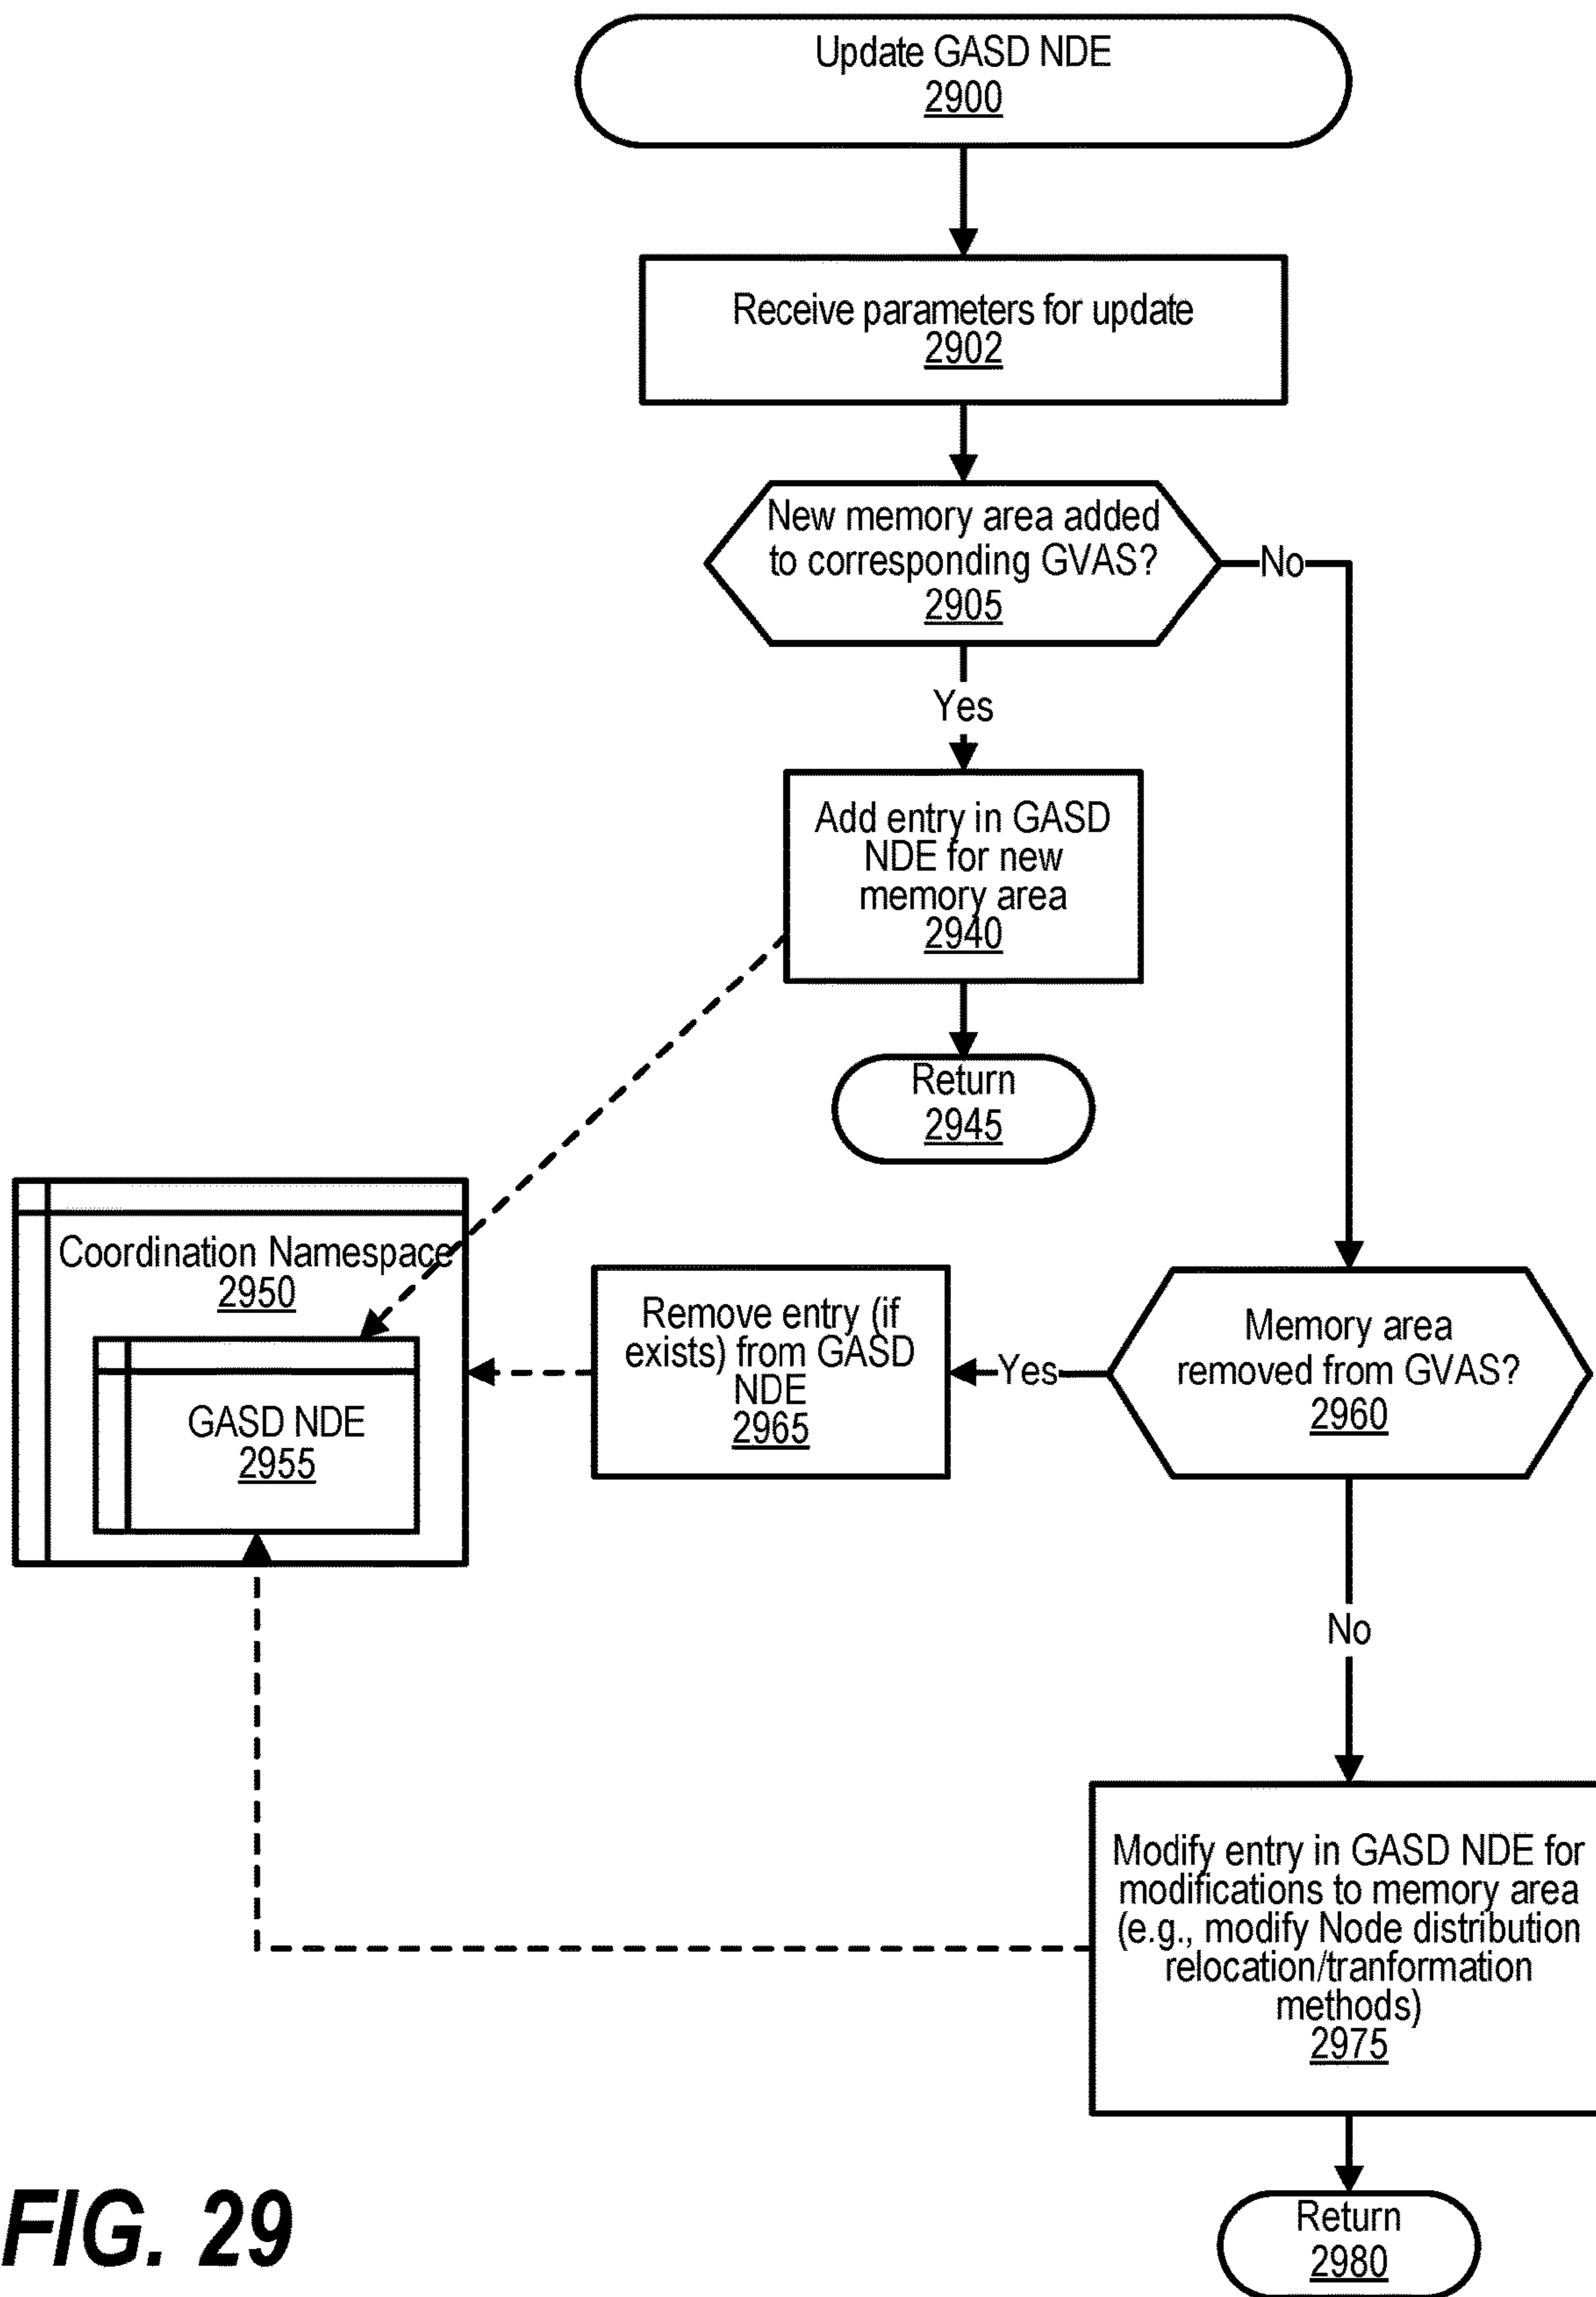 Update GASD NDE
2900
Receive parameters for update
2902
New memory area added
to corresponding GVAS?
2905
No
Yes
Add entry in GASD
NDE for new
memory area
2940
Return
2945
Coordination Namespace
2950
GASD NDE
2955
Remove entry (if
exists) from GASD
NDE
2965
Yes
Memory area
removed from GVAS?
2960
No
Modify entry in GASD NDE for
modifications to memory area
(e.g., modify Node distribution
relocation/tranformation
methods)
2975
Return
2980
FIG. 29